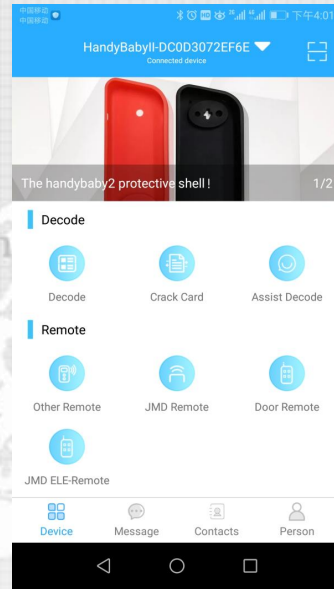 中国移动
中国移动
HD
下午4:01
HandyBabyII-DC0D3072EF6E
Connected device
The handybaby2 protective shell!
1/2
Decode
Decode
Crack Card
Assist Decode
Remote
Other Remote
JMD Remote
Door Remote
JMD ELE-Remote
Device
Message
Contacts
Person